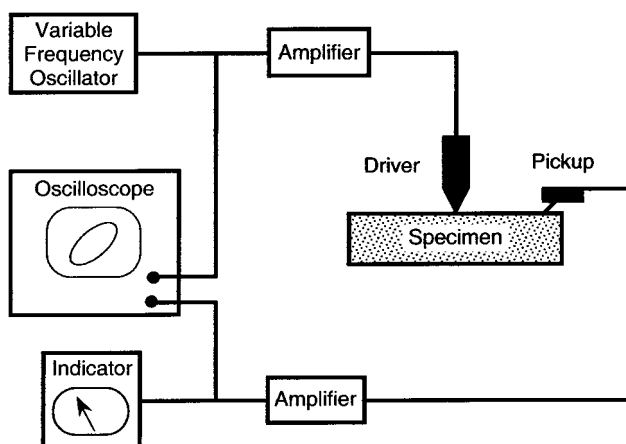 Variable
Frequency
Oscillator
Amplifier
Driver
Pickup
Oscilloscope
Specimen
Indicator
Amplifier